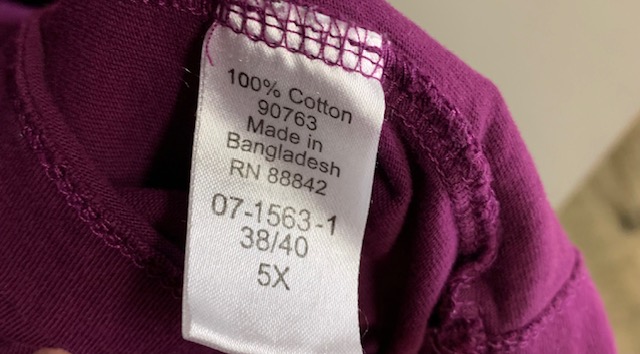 100% Cotton
90763
Made in
Bangladesh
RN 88842
07-1563-1
38/40
5X